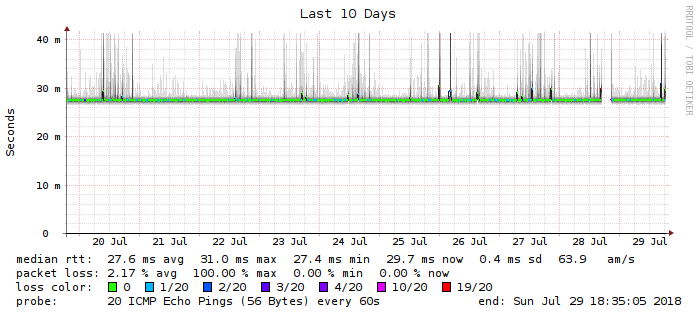 Last 10 Days
RRDTOOL / TOBI OETIKER
Seconds
40 m
30 m
20 m
10 m
0
20 Jul 21 Jul 22 Jul 23 Jul 24 Jul 25 Jul 26 Jul 27 Jul 28 Jul 29 Jul
median rtt: 27.6 ms avg 31.0 ms max 27.4 ms min 29.7 ms now 0.4 ms sd 63.9 am/s
packet loss: 2.17 % avg 100.00 % max 0.00 % min 0.00 % now
loss color: 0 1/20 2/20 3/20 4/20 10/20 19/20
probe: 20 ICMP Echo Pings (56 Bytes) every 60s end: Sun Jul 29 18:35:05 2018